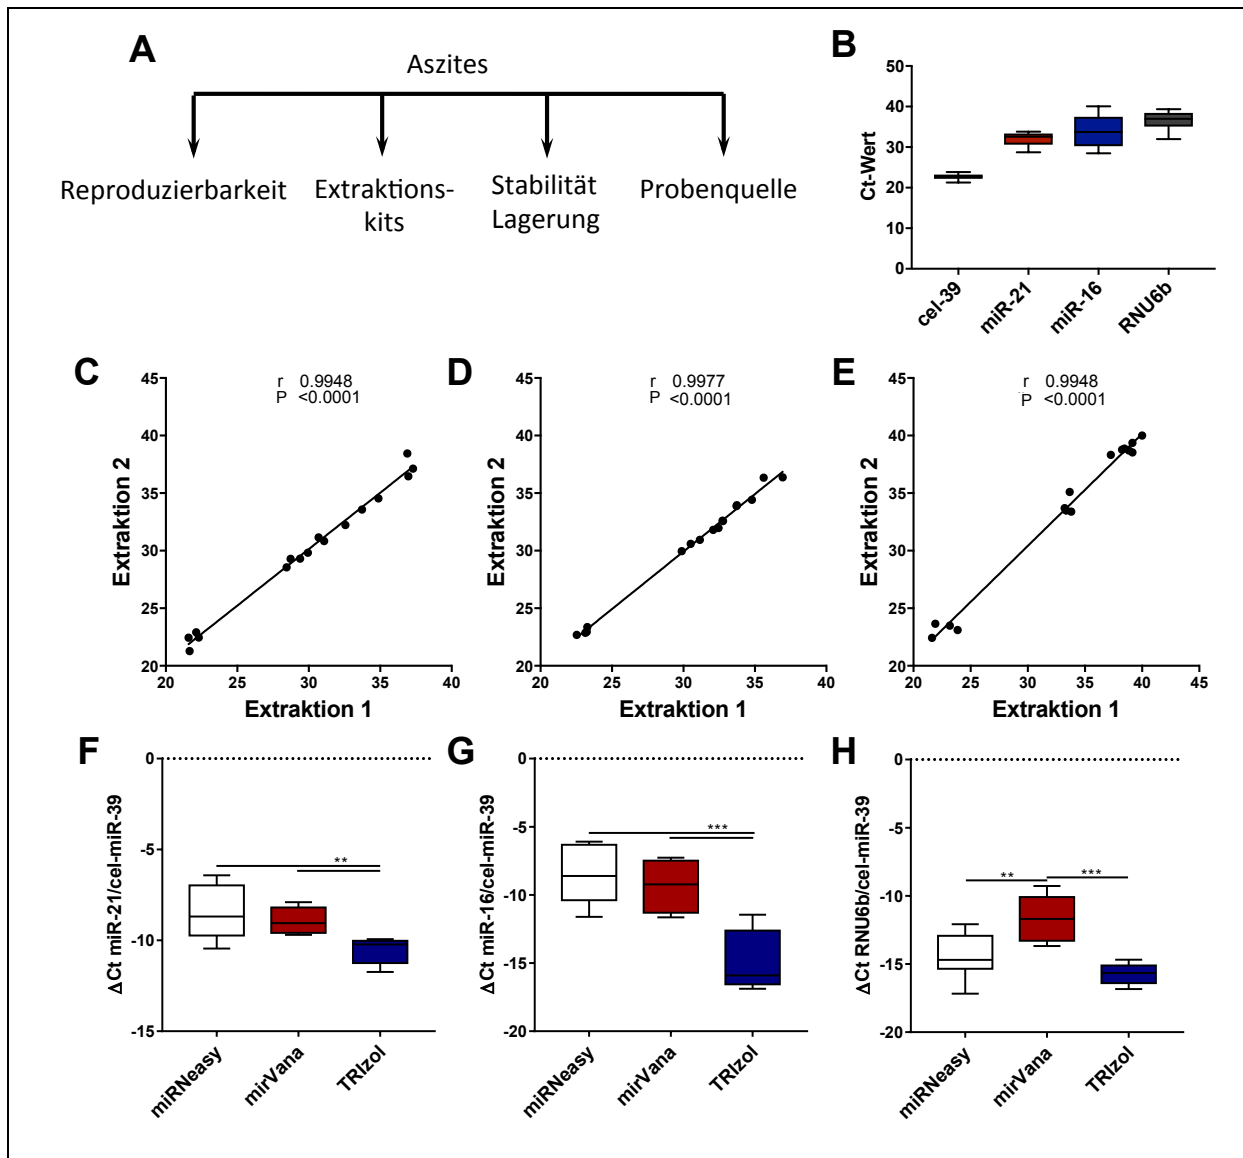 A
Aszites
Reproduzierbarkeit
Extraktions-
kits
Stabilität
Lagerung
Probenquelle
B
Ct-Wert
50
40
30
20
10
0
cel-39
miR-21
miR-16
RNU6b
C
r 0.9948
P <0.0001
Extraktion 2
45
40
35
30
25
20
20 25 30 35 40
Extraktion 1
D
r 0.9977
P <0.0001
Extraktion 2
45
40
35
30
25
20
20 25 30 35 40
Extraktion 1
E
r 0.9948
P <0.0001
Extraktion 2
45
40
35
30
25
20
20 25 30 35 40 45
Extraktion 1
F
ΔCt miR-21/cel-miR-39
0
-5
-10
-15
**
miRNeasy
mirVana
TRIzol
G
ΔCt miR-16/cel-miR-39
0
-5
-10
-15
-20
***
miRNeasy
mirVana
TRIzol
H
ΔCt RNU6b/cel-miR-39
0
-5
-10
-15
-20
** ***
miRNeasy
mirVana
TRIzol